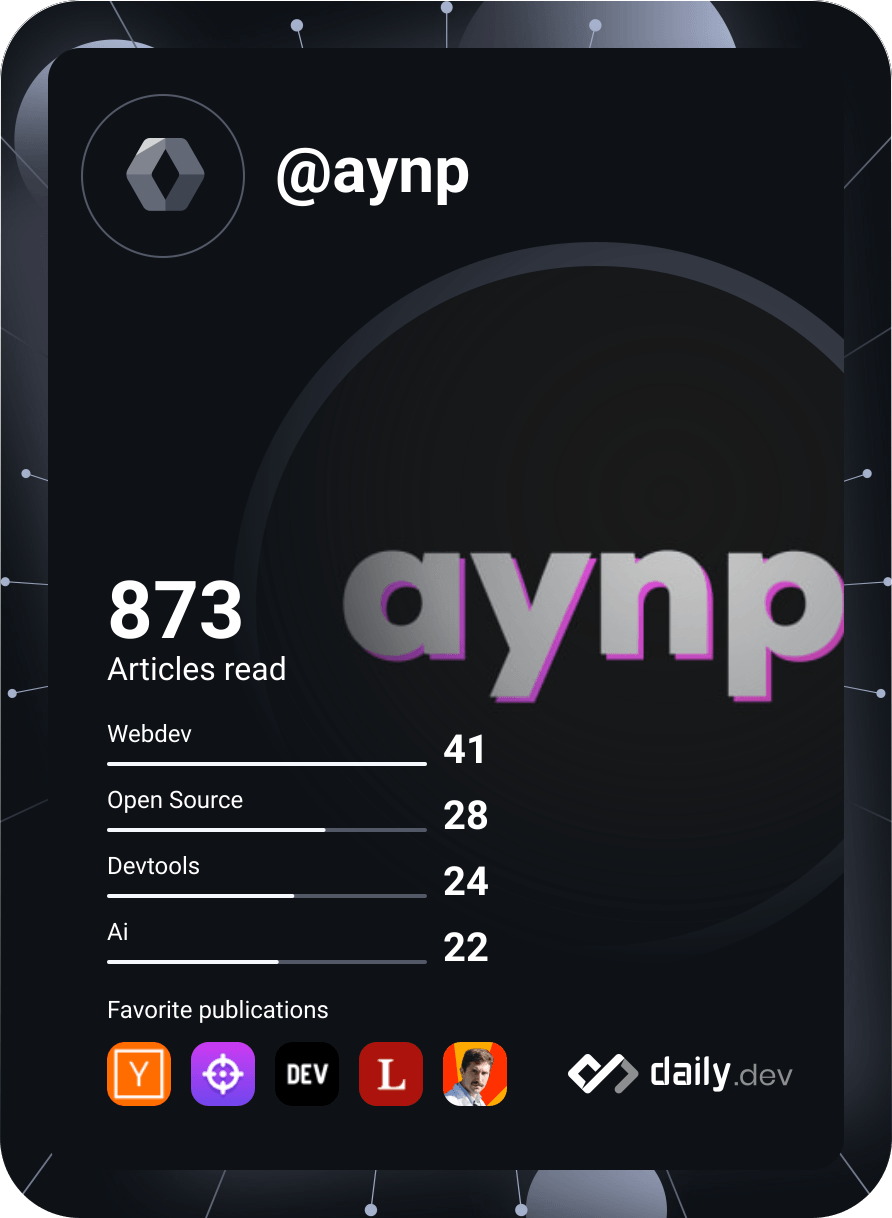 @aynp
aynp
873
Articles read
Webdev
41
Open Source
28
Devtools
24
Ai
22
Favorite publications
Y
DEV
L
daily.dev